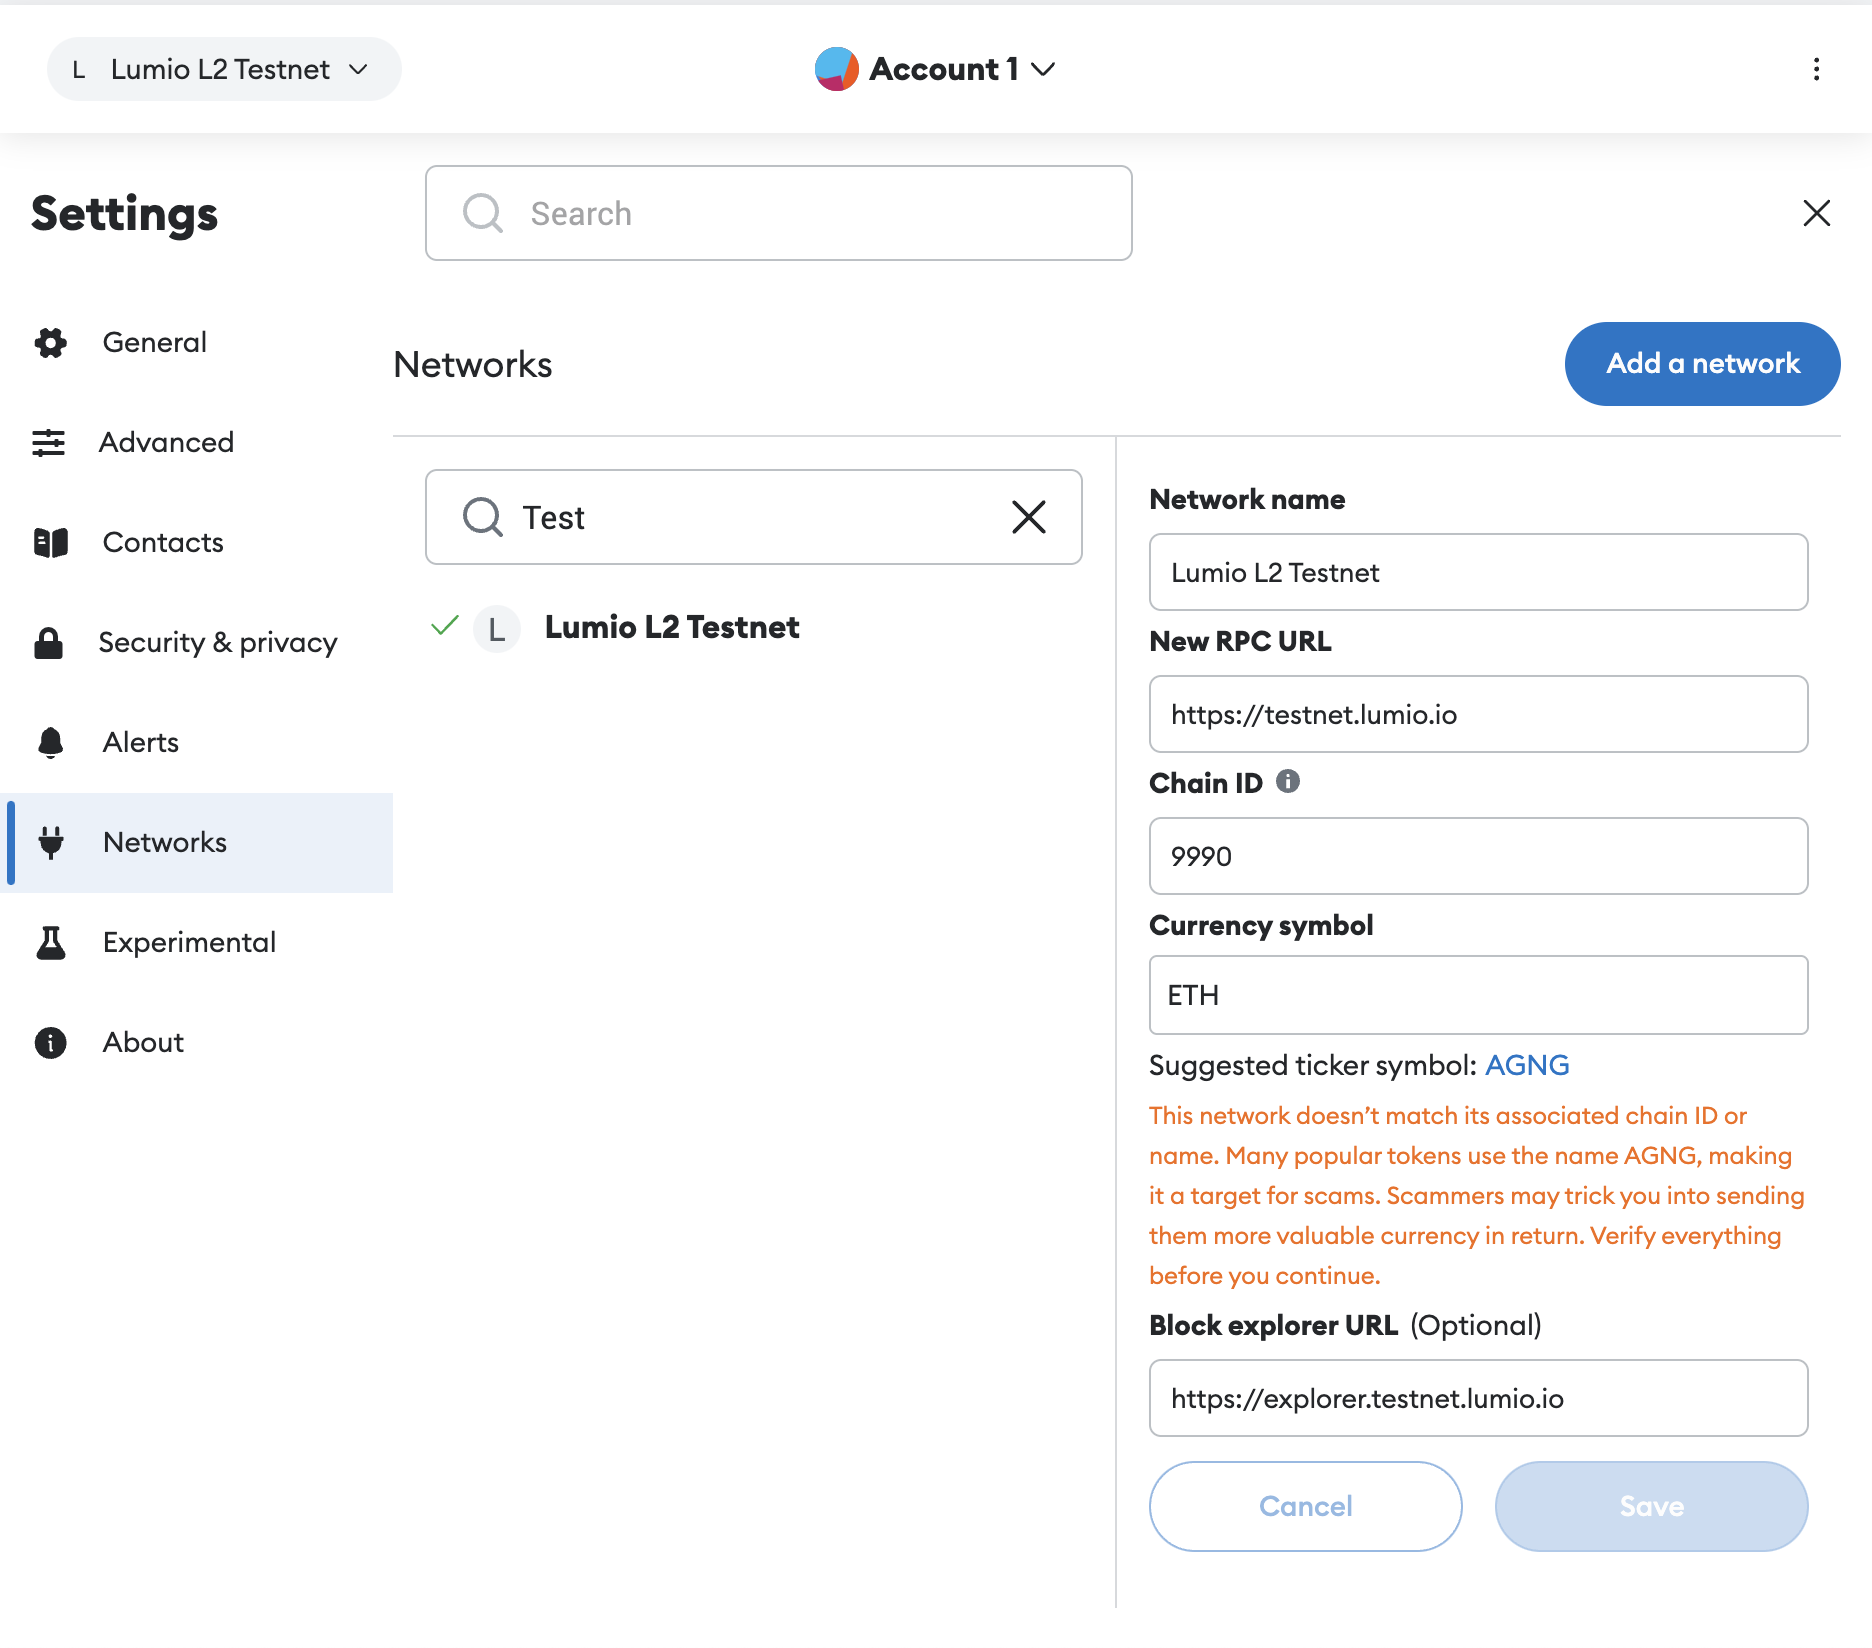 L Lumio L2 Testnet
Account 1
Settings
Search
General
Advanced
Contacts
Security & privacy
Alerts
Networks
Experimental
About
Networks
Add a network
Test
L Lumio L2 Testnet
Network name
Lumio L2 Testnet
New RPC URL
https://testnet.lumio.io
Chain ID
9990
Currency symbol
ETH
Suggested ticker symbol: AGNG
This network doesn’t match its associated chain ID or
name. Many popular tokens use the name AGNG, making
it a target for scams. Scammers may trick you into sending
them more valuable currency in return. Verify everything
before you continue.
Block explorer URL (Optional)
https://explorer.testnet.lumio.io
Cancel
Save